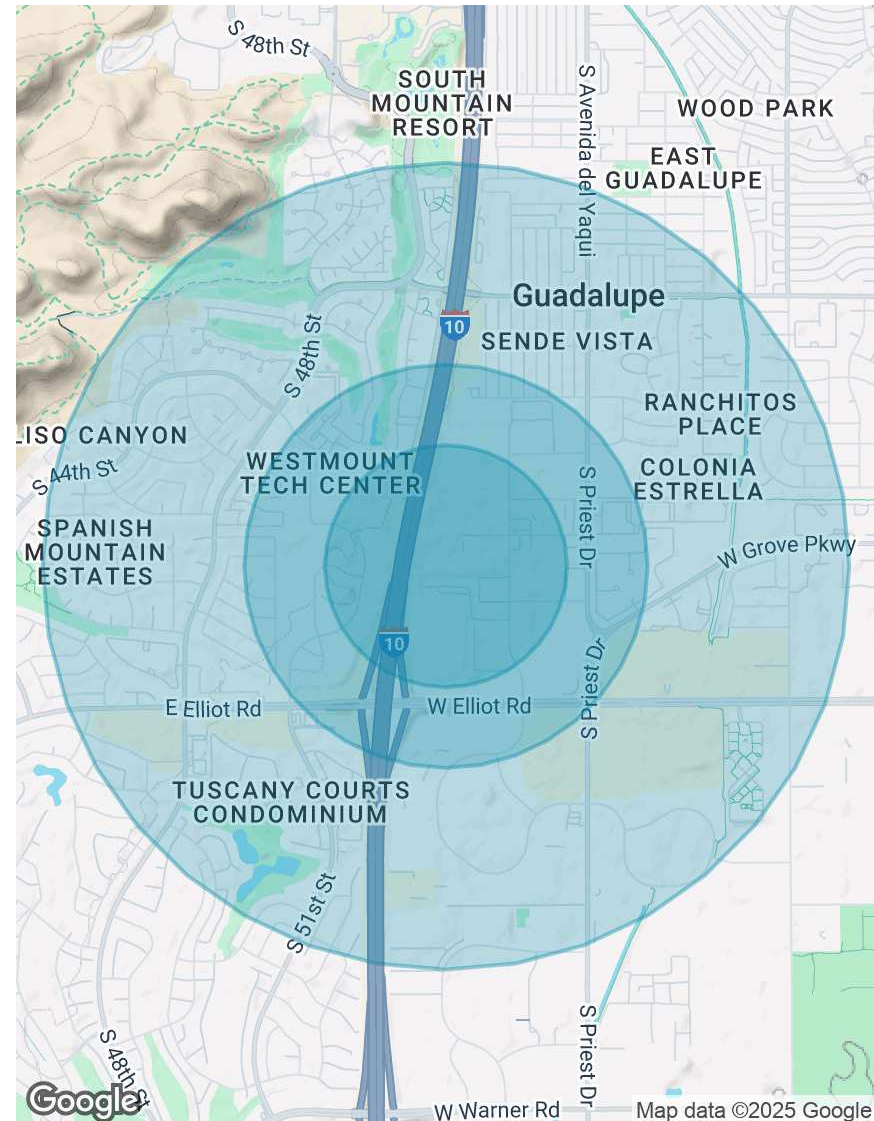 S 48th St
SOUTH
MOUNTAIN
RESORT
S Avenida del Yaqui
WOOD PARK
EAST
GUADALUPE
Guadalupe
10
SENDE VISTA
S 48th St
RANCHITOS
PLACE
LISO CANYON
S 44th St
WESTMOUNT
TECH CENTER
COLONIA
ESTRELLA
S Priest Dr
SPANISH
MOUNTAIN
ESTATES
W Grove Pkwy
10
S Priest Dr
E Elliot Rd
W Elliot Rd
S Priest Dr
TUSCANY COURTS
CONDOMINIUM
S 51st St
S 48th St
S Priest Dr
Google
W Warner Rd
Map data ©2025 Google